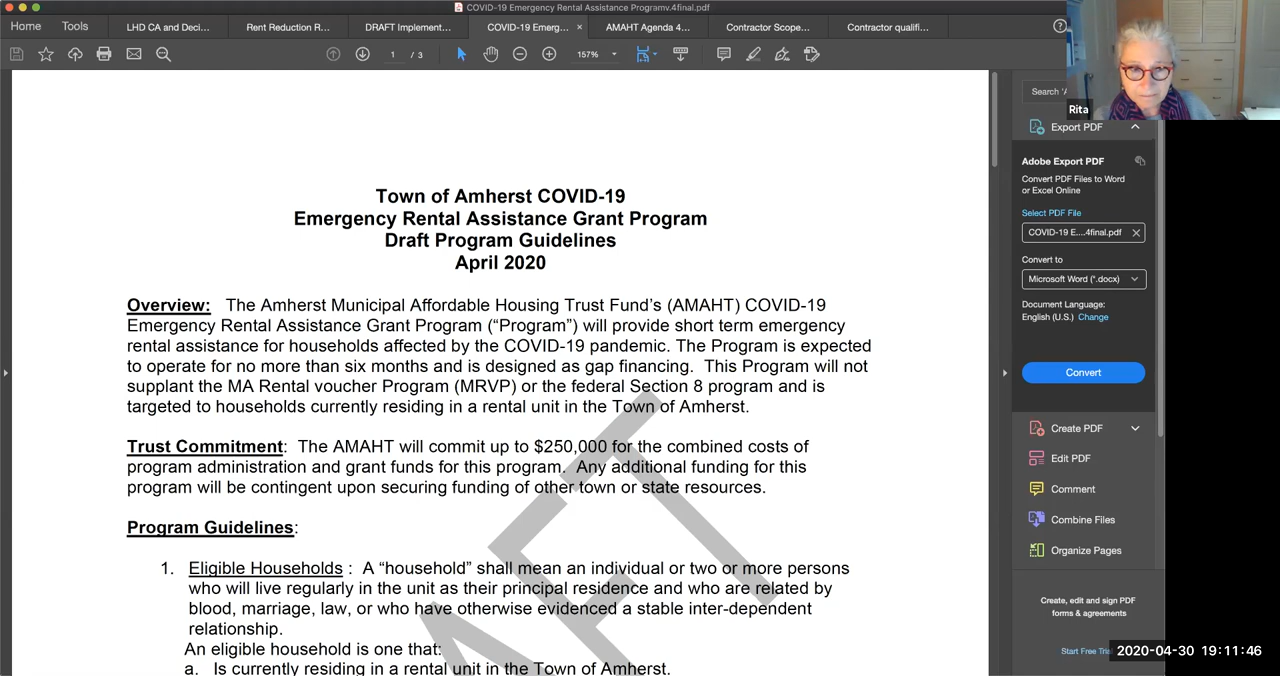 COVID-19 Emergency Rental Assistance Programv.4final.pdf
Home
Tools
LHD CA and Deci...
Rent Reduction R...
DRAFT Implement...
COVID-19 Emerg... ×
AMAHT Agenda 4...
Contractor Scope...
Contractor qualifi...
1 / 3
157%
Search 'A
Rita
Export PDF
Adobe Export PDF
Convert PDF Files to Word
or Excel Online
Select PDF File
COVID-19 E....4final.pdf
Convert to
Microsoft Word (*.docx)
Document Language:
English (U.S.) Change
Convert
Create PDF
Edit PDF
Comment
Combine Files
Organize Pages
Create, edit and sign PDF
forms & agreements
Start Free Trial
2020-04-30 19:11:46
Town of Amherst COVID-19
Emergency Rental Assistance Grant Program
Draft Program Guidelines
April 2020
Overview: The Amherst Municipal Affordable Housing Trust Fund's (AMAHT) COVID-19
Emergency Rental Assistance Grant Program ("Program") will provide short term emergency
rental assistance for households affected by the COVID-19 pandemic. The Program is expected
to operate for no more than six months and is designed as gap financing. This Program will not
supplant the MA Rental voucher Program (MRVP) or the federal Section 8 program and is
targeted to households currently residing in a rental unit in the Town of Amherst.
Trust Commitment: The AMAHT will commit up to $250,000 for the combined costs of
program administration and grant funds for this program. Any additional funding for this
program will be contingent upon securing funding of other town or state resources.
Program Guidelines:
1. Eligible Households : A "household" shall mean an individual or two or more persons
who will live regularly in the unit as their principal residence and who are related by
blood, marriage, law, or who have otherwise evidenced a stable inter-dependent
relationship.
An eligible household is one that:
a. Is currently residing in a rental unit in the Town of Amherst.